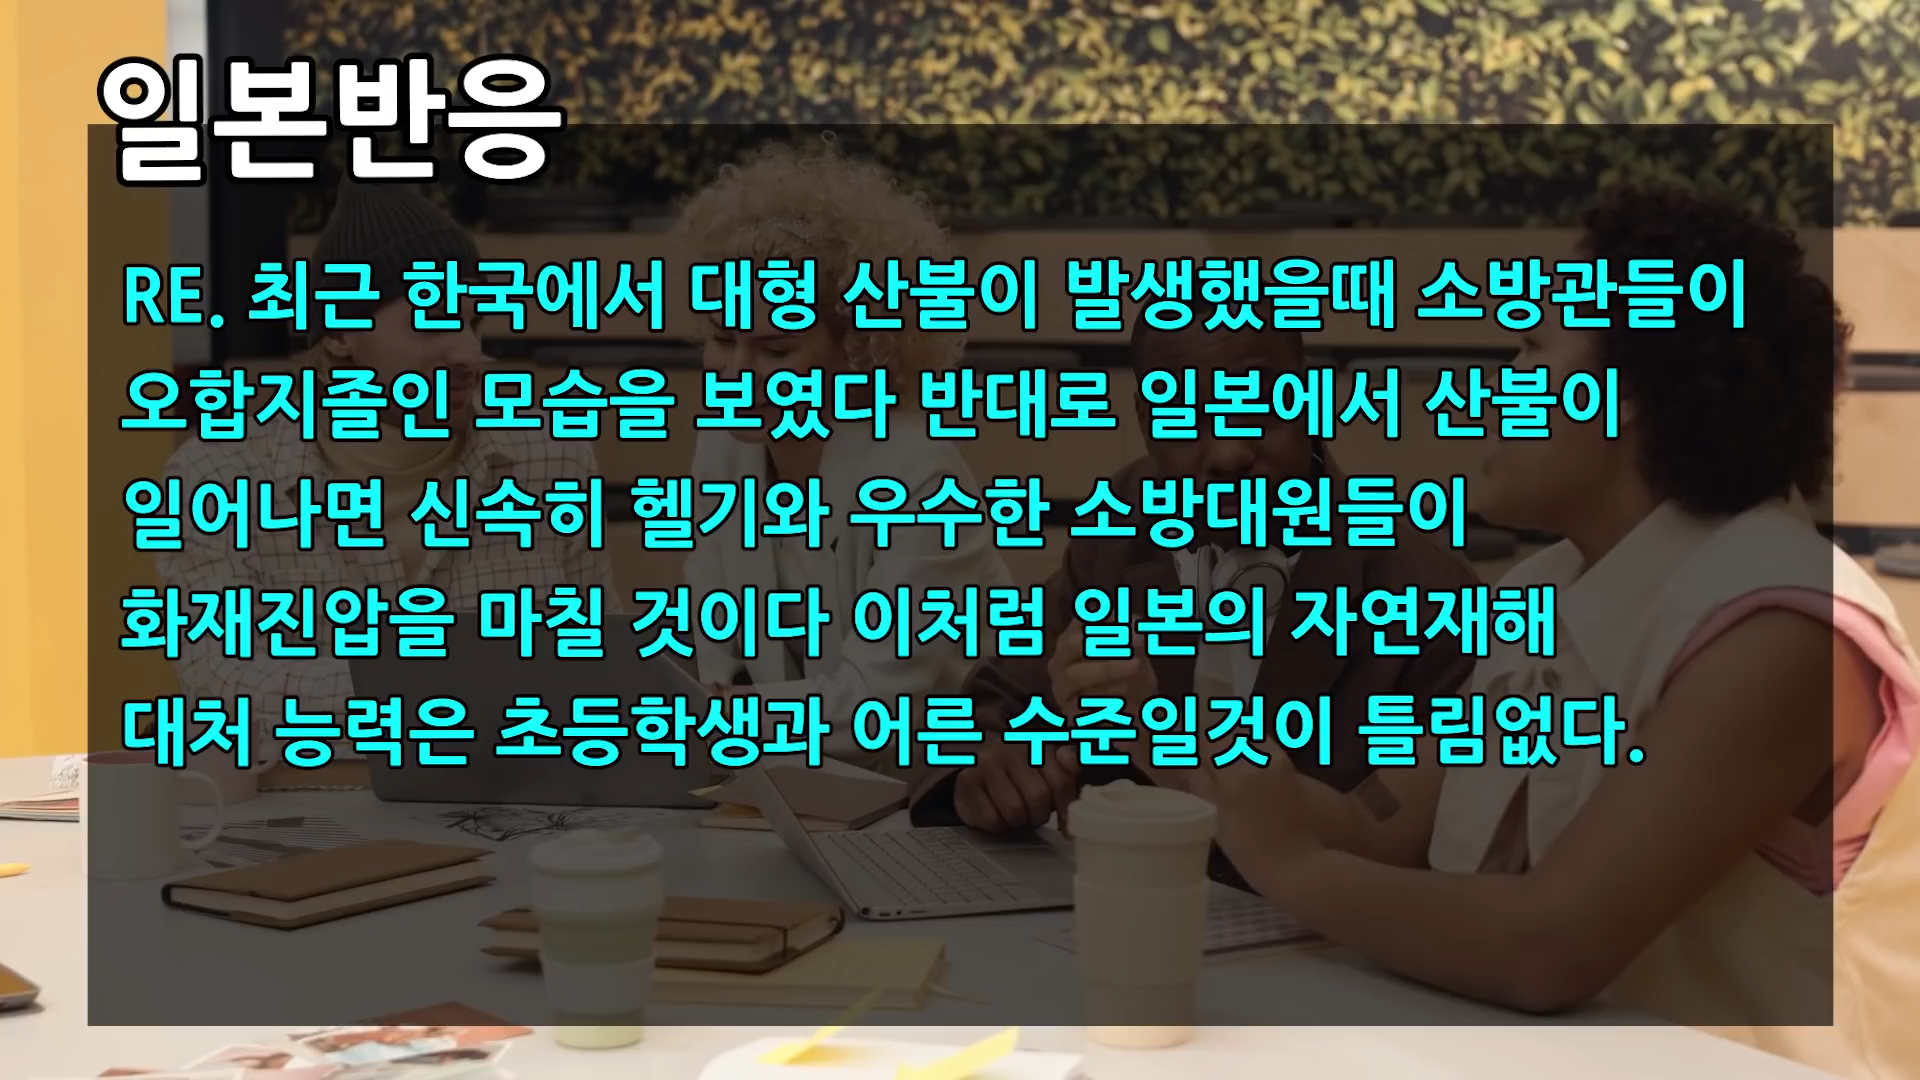 일본반응
RE. 최근 한국에서 대형 산불이 발생했을때 소방관들이
오합지졸인 모습을 보였다 반대로 일본에서 산불이
일어나면 신속히 헬기와 우수한 소방대원들이
화재진압을 마칠 것이다 이처럼 일본의 자연재해
대처 능력은 초등학생과 어른 수준일것이 틀림없다.